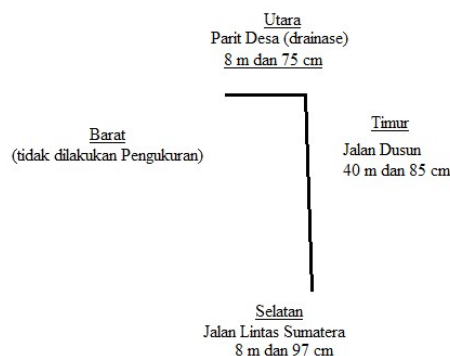 Utara
Parit Desa (drainase)
8 m dan 75 cm
Barat
(tidak dilakukan Pengukuran)
Timur
Jalan Dusun
40 m dan 85 cm
Selatan
Jalan Lintas Sumatera
8 m dan 97 cm